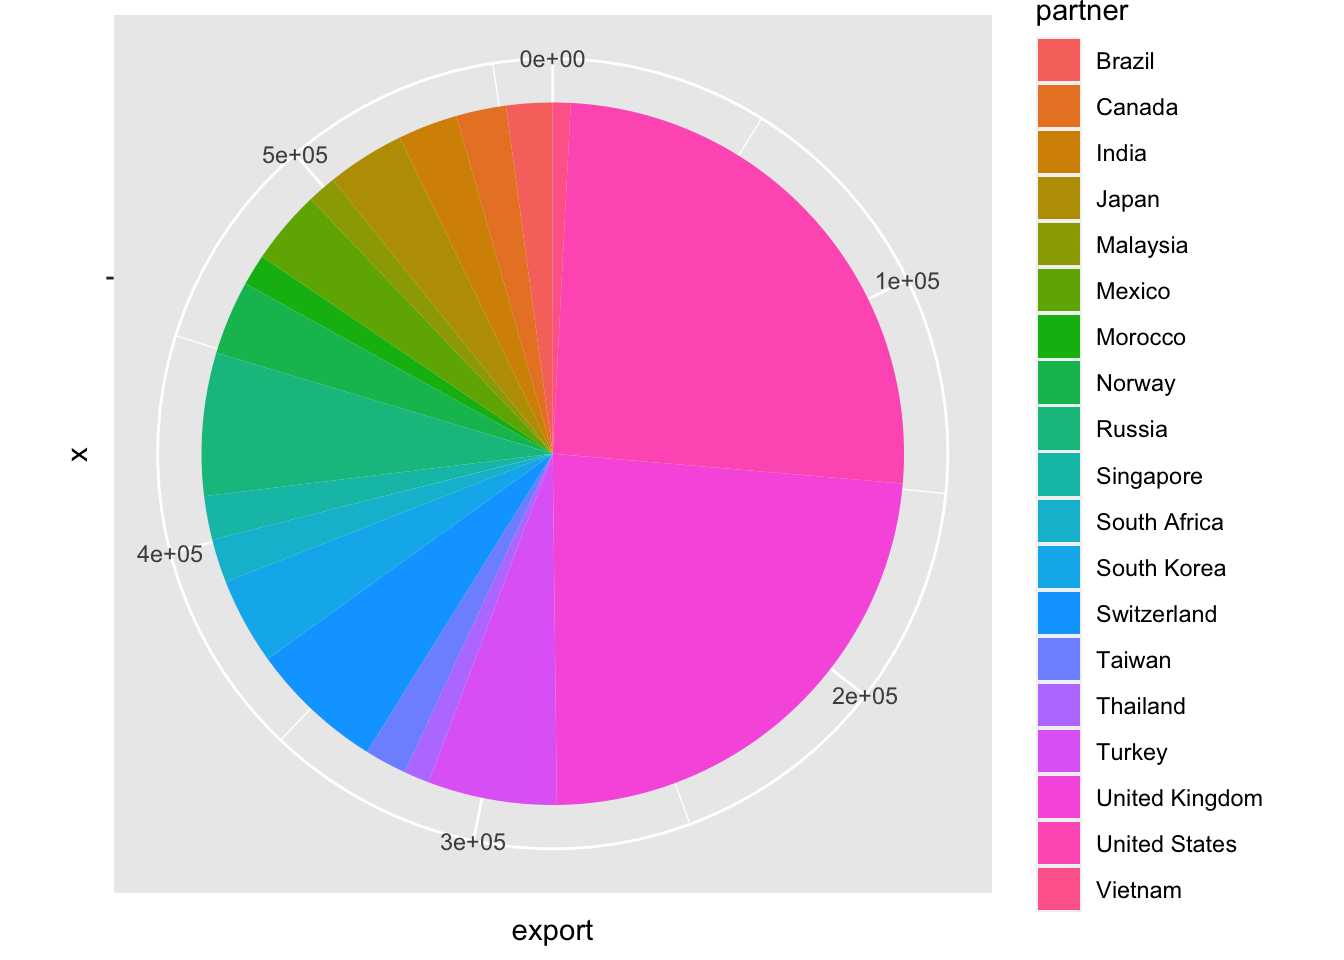 0e+00
5e+05
1e+05
4e+05
2e+05
3e+05
x
export
partner
Brazil
Canada
India
Japan
Malaysia
Mexico
Morocco
Norway
Russia
Singapore
South Africa
South Korea
Switzerland
Taiwan
Thailand
Turkey
United Kingdom
United States
Vietnam